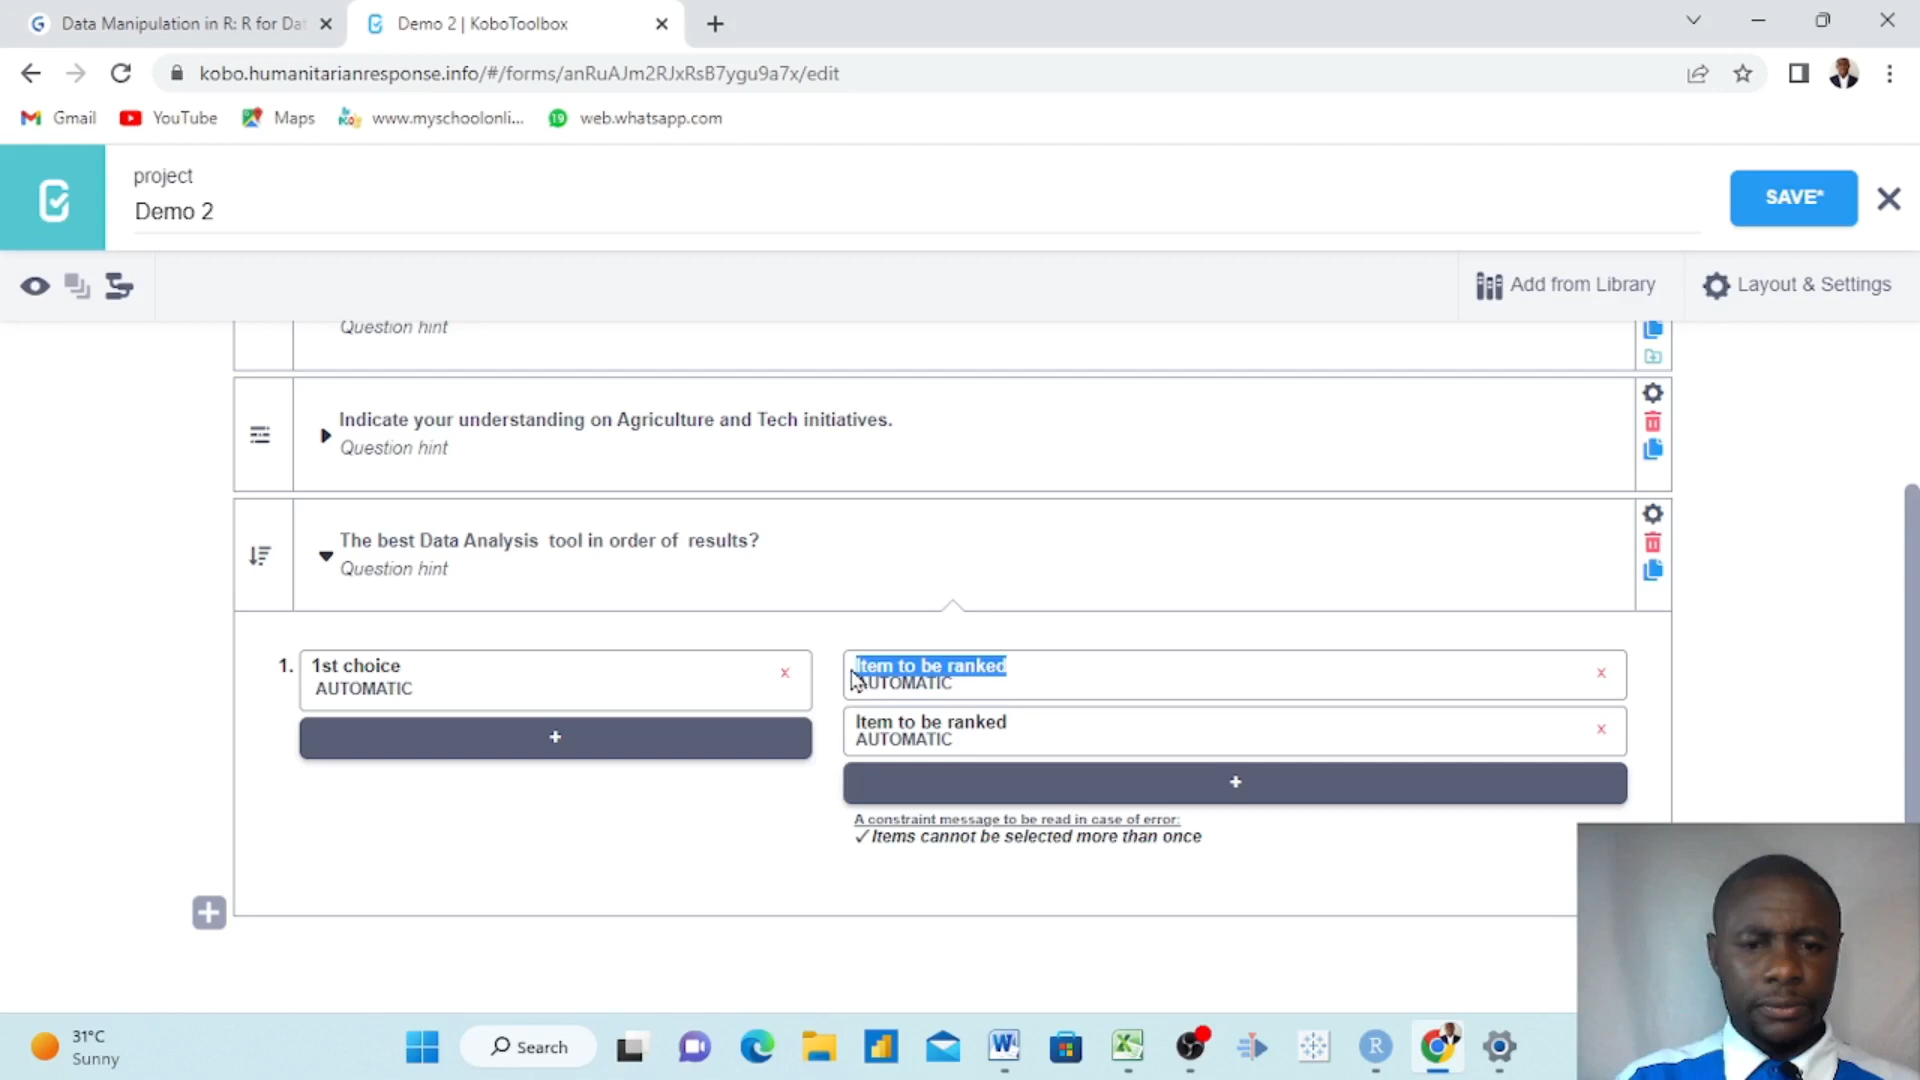 Data Manipulation in R: R for Dat
Demo 2 | KoboToolbox
kobo.humanitarianresponse.info/#/forms/anRuAJm2RJxRsB7ygu9a7x/edit
Gmail
YouTube
Maps
www.myschoolonli...
19
web.whatsapp.com
project
Demo 2
SAVE*
Add from Library
Layout & Settings
Question hint
Indicate your understanding on Agriculture and Tech initiatives.
Question hint
The best Data Analysis tool in order of results?
Question hint
1.
1st choice
AUTOMATIC
+
Item to be ranked
AUTOMATIC
Item to be ranked
AUTOMATIC
+
A constraint message to be read in case of error:
✓Items cannot be selected more than once
31°C
Sunny
Search